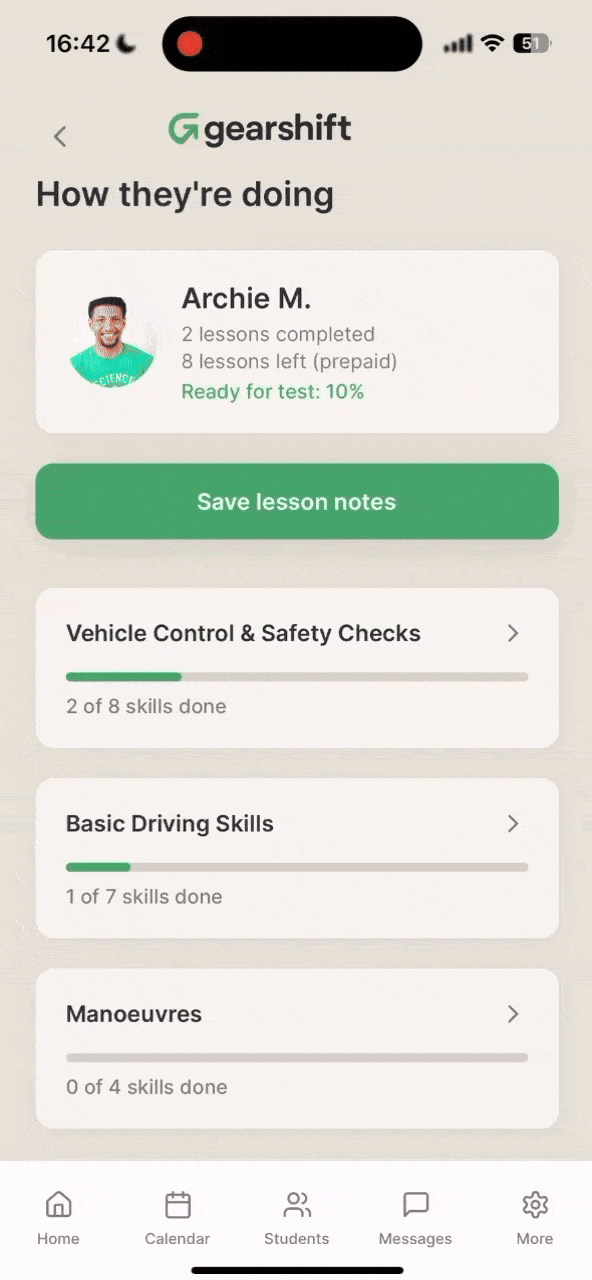 16:42
51
gearshift
How they're doing
Archie M.
2 lessons completed
8 lessons left (prepaid)
Ready for test: 10%
SCIENCE
Save lesson notes
Vehicle Control & Safety Checks
2 of 8 skills done
Basic Driving Skills
1 of 7 skills done
Manoeuvres
0 of 4 skills done
Home
Calendar
Students
Messages
More